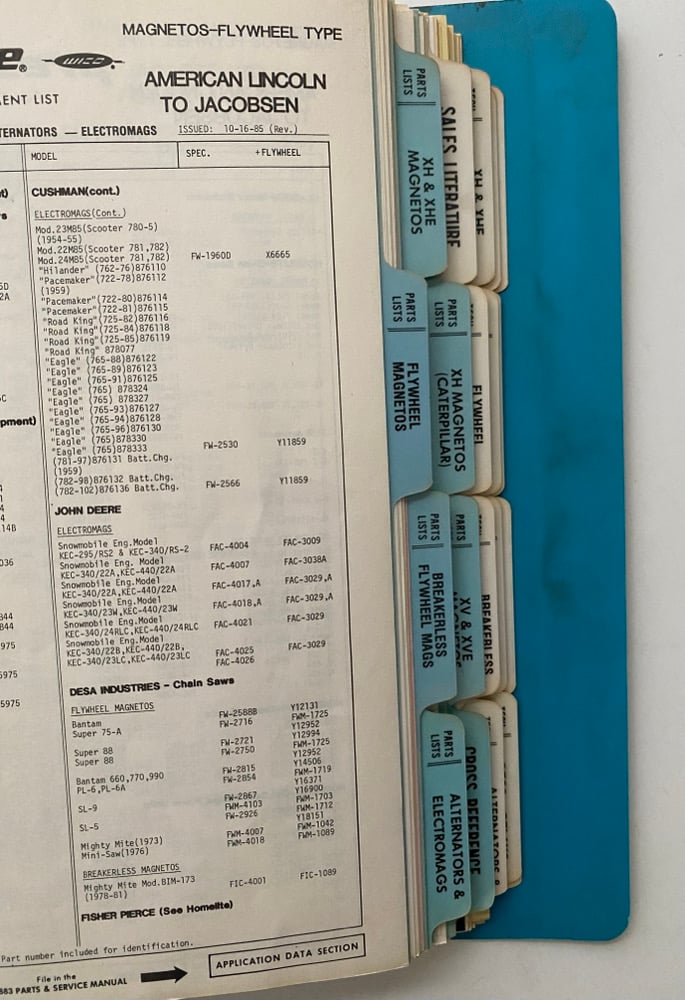 MAGNETOS-FLYWHEEL TYPE
WICO
AMERICAN LINCOLN
TO JACOBSEN
ENT LIST
TERNATORS — ELECTROMAGS
ISSUED: 10-16-85 (Rev.)
MODEL SPEC. +FLYWHEEL
CUSHMAN(cont.)
ELECTROMAGS(Cont.)
Mod.23M85(Scooter 780-5)
(1954-55)
Mod.22M85(Scooter 781,782)
Mod.24M85(Scooter 781,782) FW-1960D X6665
"Hilander" (762-76)876110
"Pacemaker"(722-78)876112
(1959)
"Pacemaker"(722-80)876114
"Pacemaker"(722-81)876115
"Road King"(725-82)876116
"Road King"(725-84)876118
"Road King"(725-85)876119
"Road King" 878077
"Eagle" (765-88)876122
"Eagle" (765-89)876123
"Eagle" (765-91)876125
"Eagle" (765) 878324
"Eagle" (765) 878327
"Eagle" (765-93)876127
"Eagle" (765-94)876128
"Eagle" (765-96)876130
"Eagle" (765)878330
"Eagle" (765)878333 FW-2530 Y11859
(781-97)876131 Batt.Chg.
(1959)
(782-98)876132 Batt.Chg.
(782-102)876136 Batt.Chg. FW-2566 Y11859
JOHN DEERE
ELECTROMAGS
Snowmobile Eng.Model
KEC-295/RS2 & KEC-340/RS-2 FAC-4004 FAC-3009
Snowmobile Eng. Model
KEC-340/22A,KEC-440/22A FAC-4007 FAC-3038A
Snowmobile Eng. Model
KEC-340/22A,KEC-440/22A FAC-4017,A FAC-3029,A
Snowmobile Eng.Model
KEC-340/23W,KEC-440/23W FAC-4018,A FAC-3029,A
Snowmobile Eng.Model
KEC-340/24RLC,KEC-440/24RLC FAC-4021 FAC-3029
Snowmobile Eng.Model
KEC-340/22B,KEC-440/22B, FAC-4025 FAC-3029
KEC-340/23LC,KEC-440/23LC FAC-4026
DESA INDUSTRIES - Chain Saws
FLYWHEEL MAGNETOS
Y12131
Bantam FW-2588B FWM-1725
Super 75-A FW-2716 Y12952
Y12994
Super 88 FW-2721 FWM-1725
Super 88 FW-2750 Y12952
Y14506
Bantam 660,770,990 FW-2815 FWM-1719
PL-6,PL-6A FW-2854 Y16371
Y16900
SL-9 FW-2867 FWM-1703
FWM-4103 FWM-1712
SL-5 FW-2926 Y18151
FWM-1042
Mighty Mite(1973) FWM-4007 FWM-1089
Mini-Saw(1976) FWM-4018
BREAKERLESS MAGNETOS
Mighty Mite Mod.BIM-173 FIC-4001 FIC-1089
(1978-81)
FISHER PIERCE (See Homelite)
Part number included for identification.
File in the
883 PARTS & SERVICE MANUAL
APPLICATION DATA SECTION
PARTS
LISTS
XH & XHE
MAGNETOS
SALES LITERATURE
XH & XHE
PARTS
LISTS
FLYWHEEL
MAGNETOS
PARTS
LISTS
XH MAGNETOS
(CATERPILLAR)
FLYWHEEL
PARTS
LISTS
BREAKERLESS
FLYWHEEL MAGS
PARTS
LISTS
XV & XVE
MAGNETOS
BREAKERLESS
PARTS
LISTS
ALTERNATORS &
ELECTROMAGS
CROSS REFERENCE
ALTERNATORS &